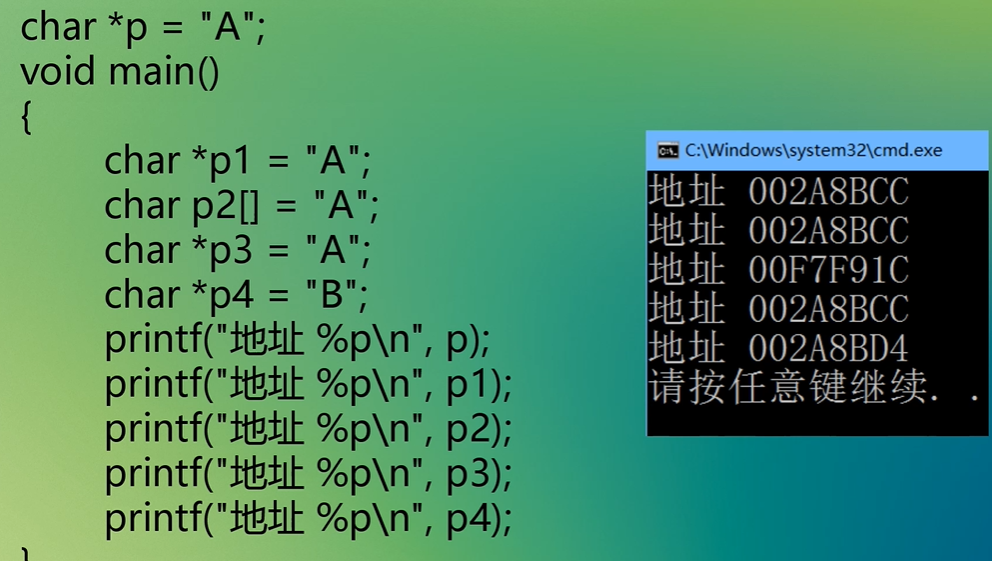 char *p = "A";
void main()
{
char *p1 = "A";
char p2[] = "A";
char *p3 = "A";
char *p4 = "B";
printf("地址 %p\n", p);
printf("地址 %p\n", p1);
printf("地址 %p\n", p2);
printf("地址 %p\n", p3);
printf("地址 %p\n", p4);
}
C:\Windows\system32\cmd.exe
地址 002A8BCC
地址 002A8BCC
地址 00F7F91C
地址 002A8BCC
地址 002A8BD4
请按任意键继续. .